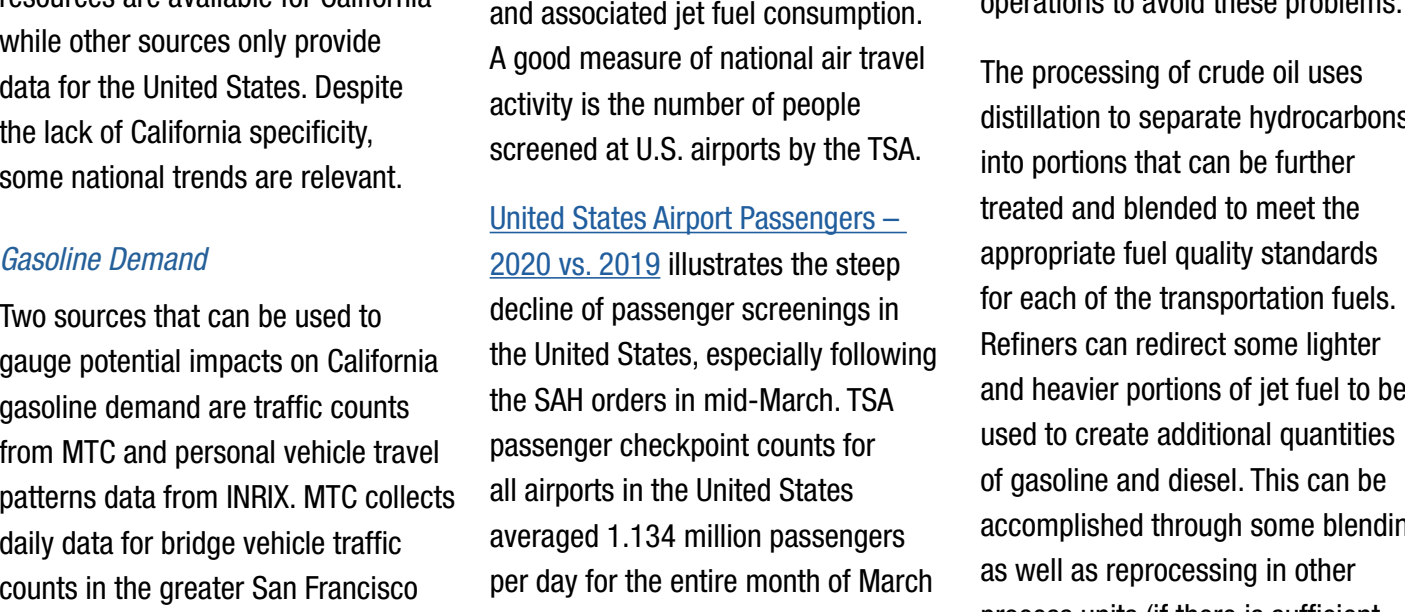 resources are available for California
while other sources only provide
data for the United States. Despite
the lack of California specificity,
some national trends are relevant.
Gasoline Demand
Two sources that can be used to
gauge potential impacts on California
gasoline demand are traffic counts
from MTC and personal vehicle travel
patterns data from INRIX. MTC collects
daily data for bridge vehicle traffic
counts in the greater San Francisco
and associated jet fuel consumption.
A good measure of national air travel
activity is the number of people
screened at U.S. airports by the TSA.
United States Airport Passengers –
2020 vs. 2019 illustrates the steep
decline of passenger screenings in
the United States, especially following
the SAH orders in mid-March. TSA
passenger checkpoint counts for
all airports in the United States
averaged 1.134 million passengers
per day for the entire month of March
operations to avoid these problems.
The processing of crude oil uses
distillation to separate hydrocarbons
into portions that can be further
treated and blended to meet the
appropriate fuel quality standards
for each of the transportation fuels.
Refiners can redirect some lighter
and heavier portions of jet fuel to be
used to create additional quantities
of gasoline and diesel. This can be
accomplished through some blendin
as well as reprocessing in other
process units (if there is sufficient